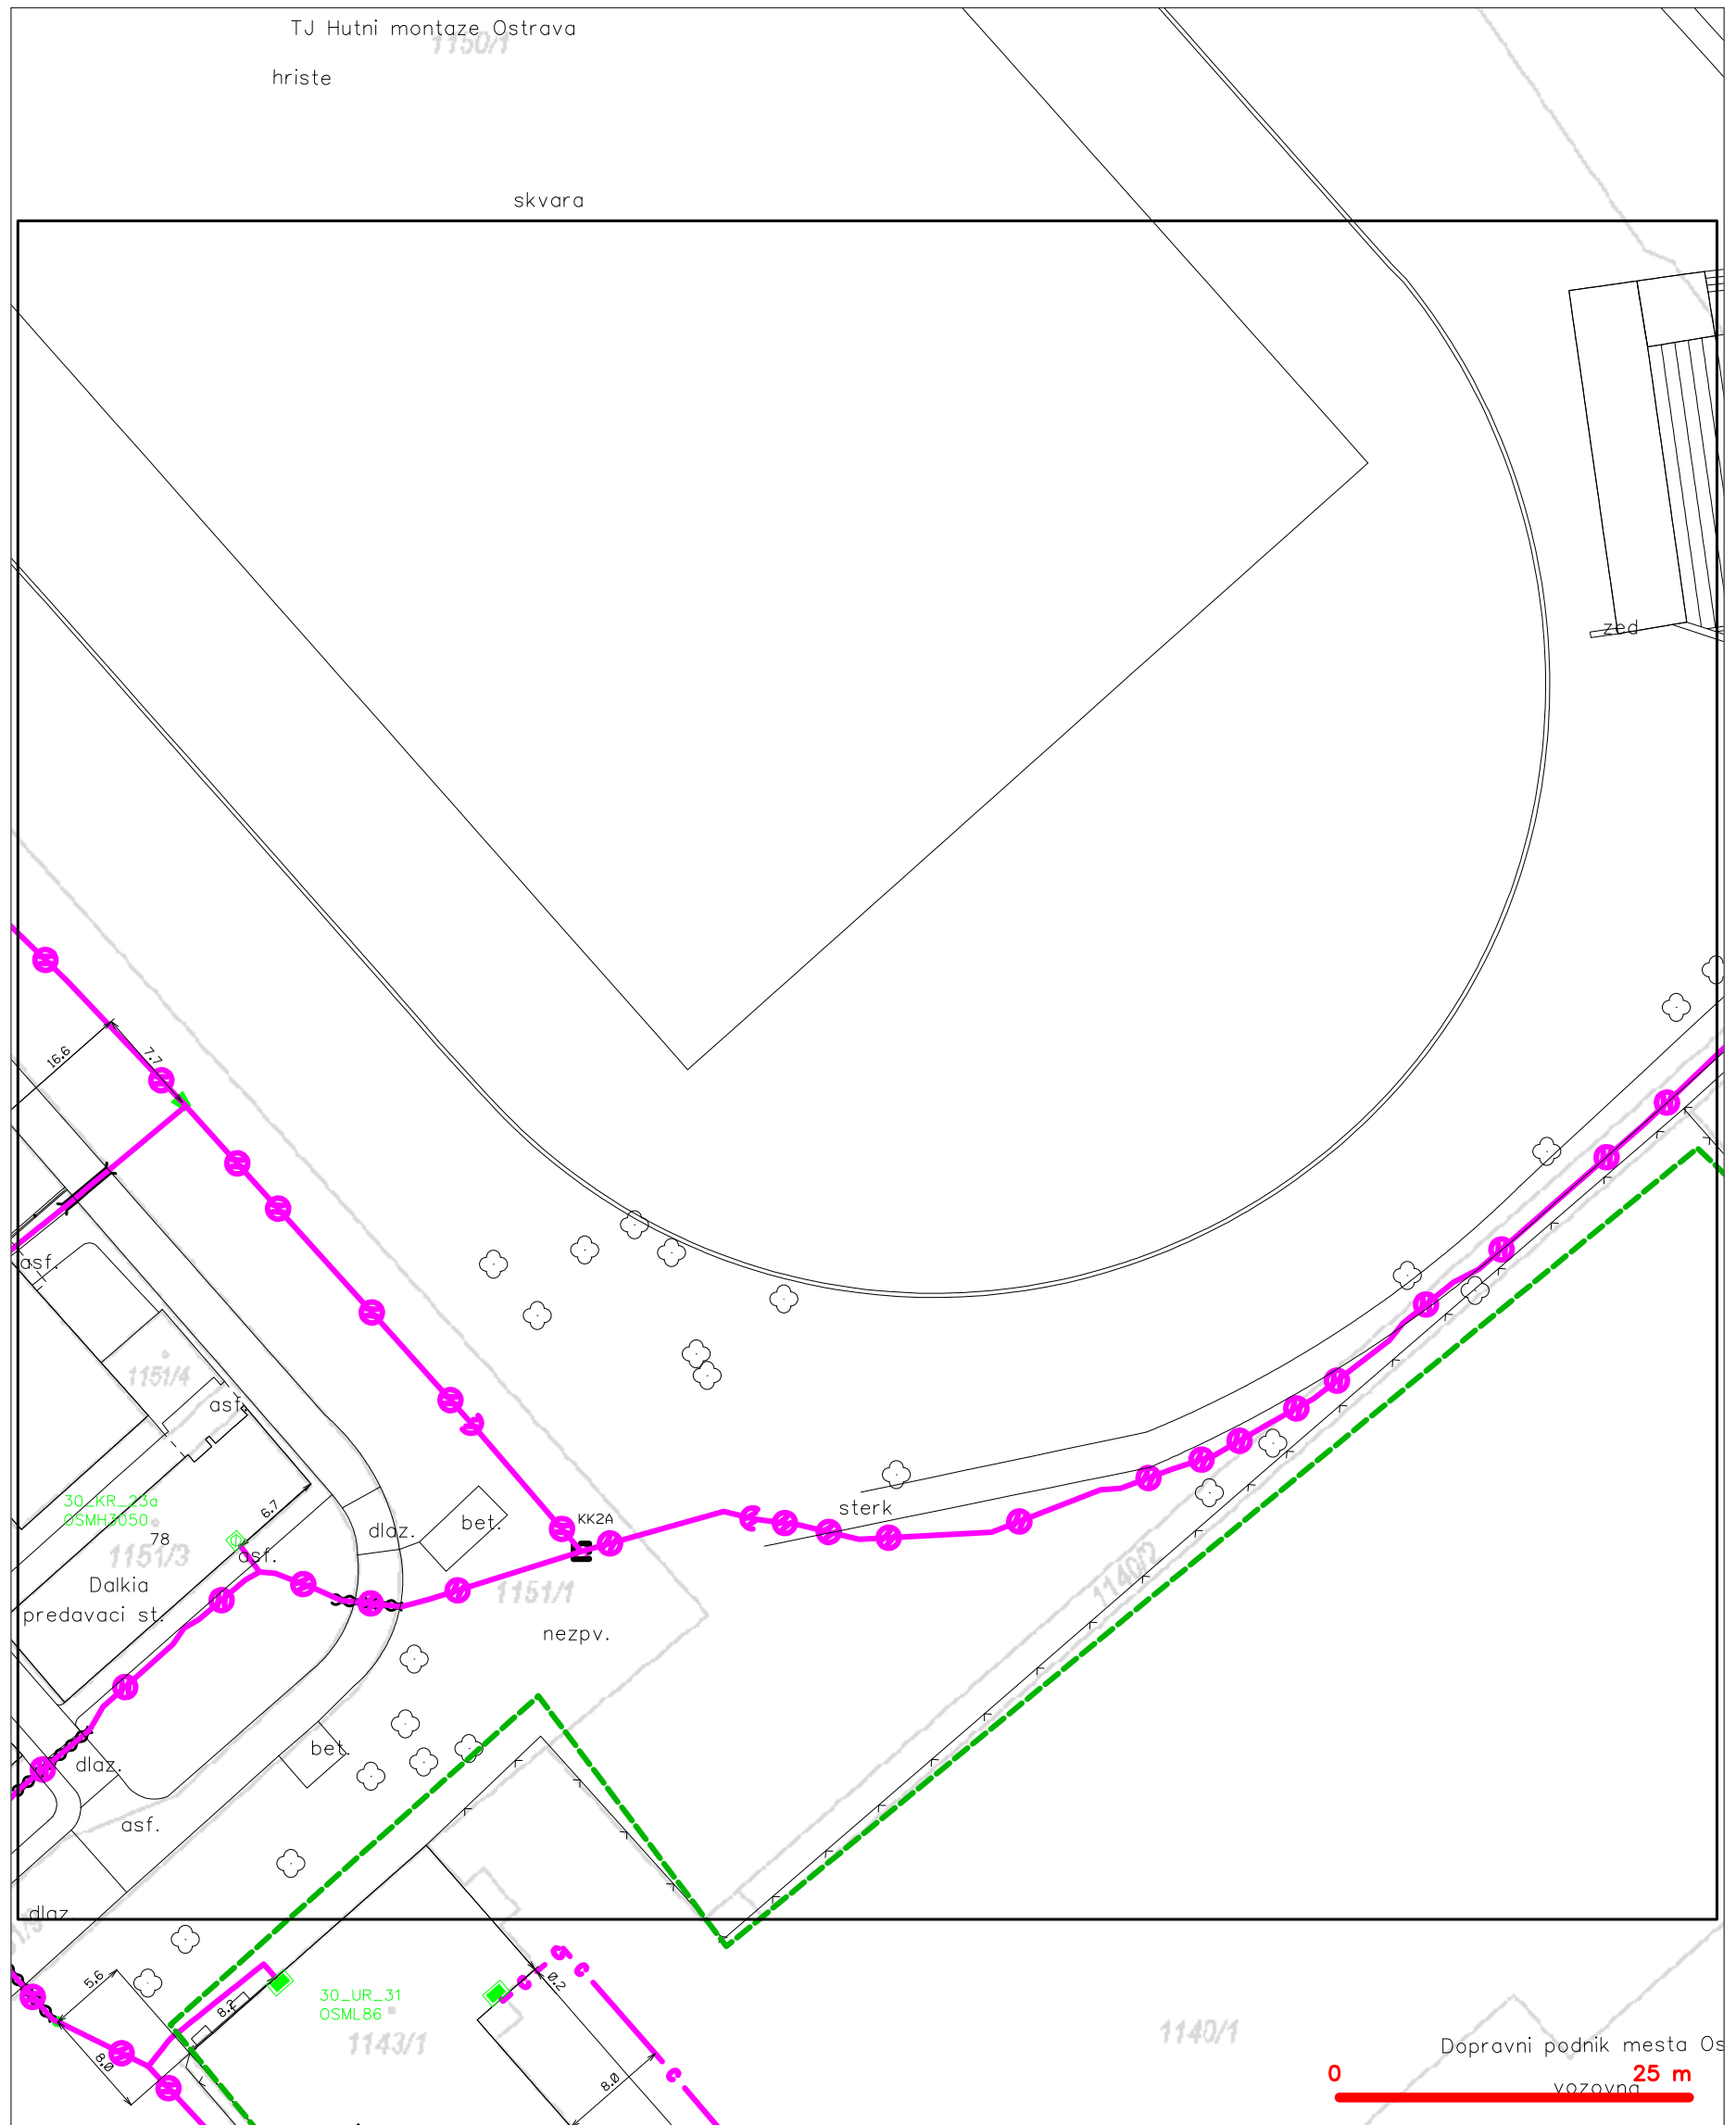 TJ Hutni montaze Ostrava
1150/1
hriste
skvara
zed
16.6
7.7
asf.
1151/4
asf.
30_KR_23a
OSMH3050
78
6.7
1151/3
asf.
dlaz.
bet.
KK2A
sterk
Dalkia
predavaci st.
1151/1
1140/2
nezpv.
bet.
dlaz.
asf.
dlaz
5.6
8.2
30_UR_31
OSML86
0.2
1143/1
8.0
8.0
1140/1
Dopravni podnik mesta Os
0 25 m
vozovna